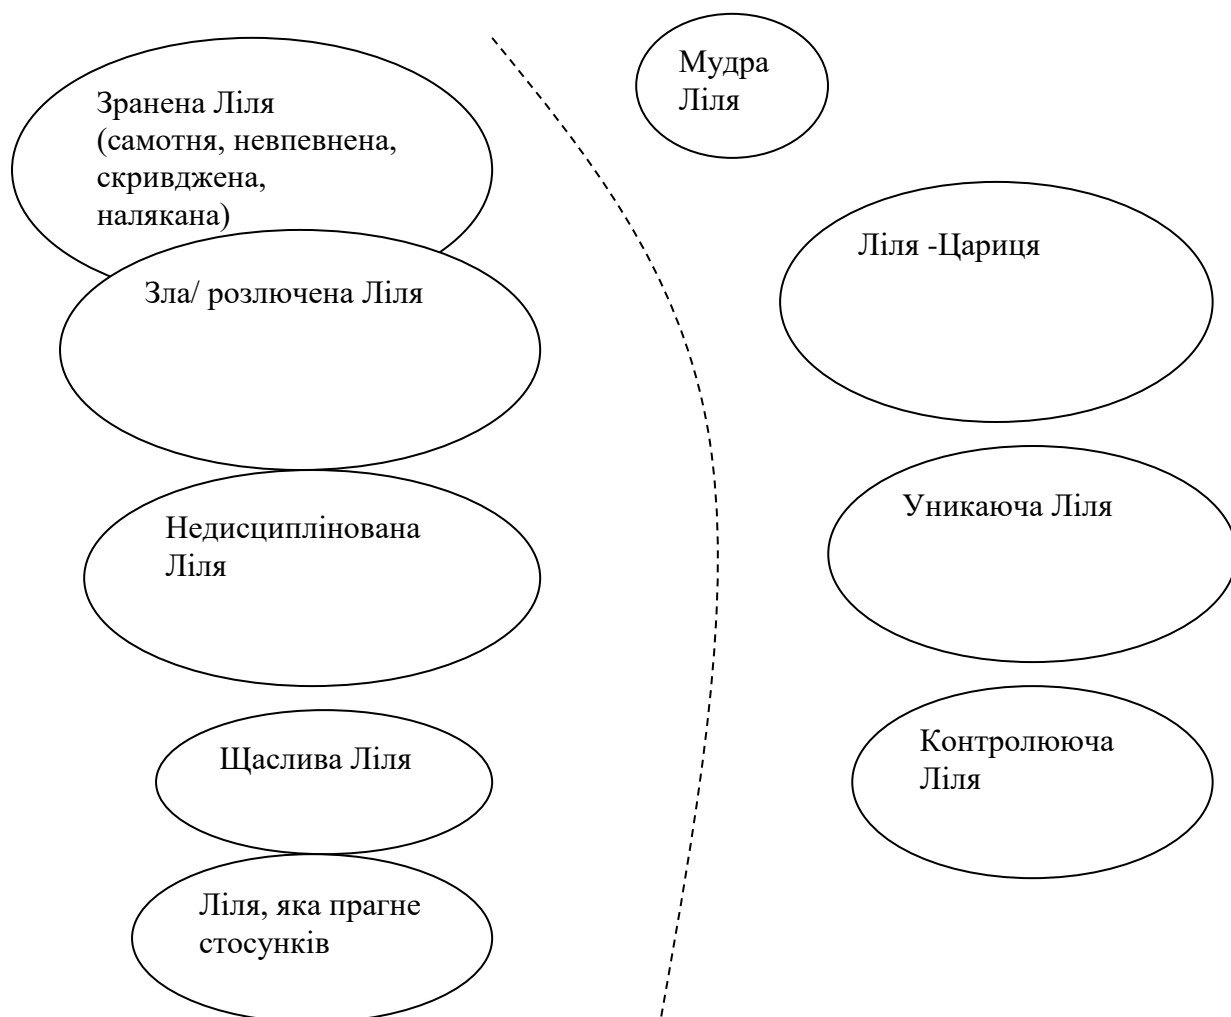 Мудра
Ліля
Зранена Ліля
(самотня, невпевнена,
скривджена,
налякана)
Ліля -Цариця
Зла/ розлючена Ліля
Уникаюча Ліля
Недисциплінована
Ліля
Контролююча
Ліля
Щаслива Ліля
Ліля, яка прагне
стосунків